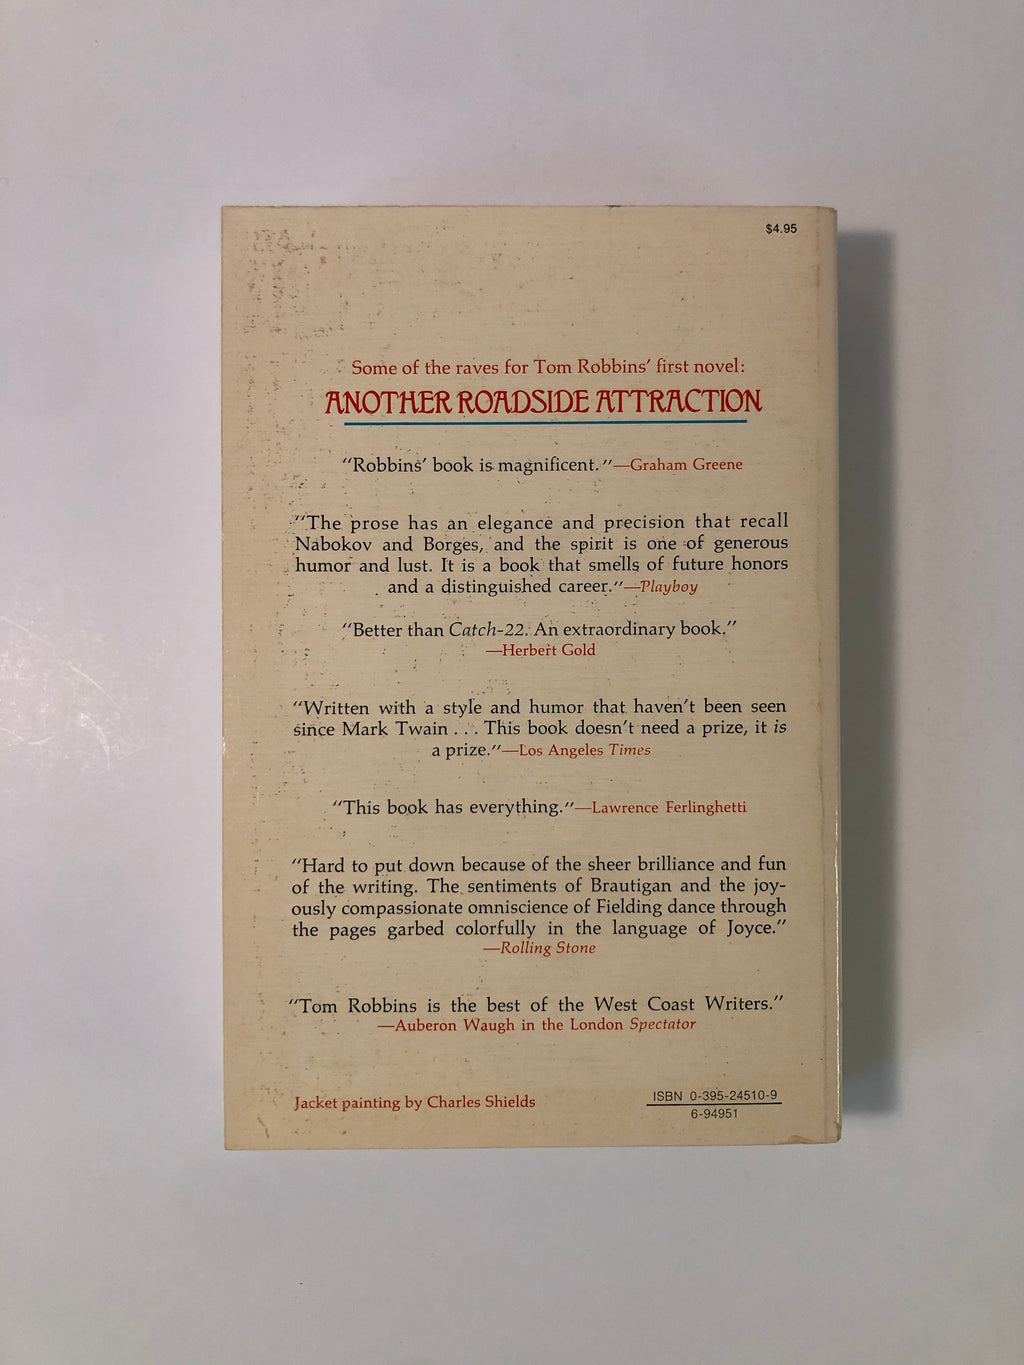 $4.95
Some of the raves for Tom Robbins' first novel:
ANOTHER ROADSIDE ATTRACTION
"Robbins' book is magnificent."—Graham Greene
"The prose has an elegance and precision that recall
Nabokov and Borges, and the spirit is one of generous
humor and lust. It is a book that smells of future honors
and a distinguished career."—Playboy
"Better than Catch-22. An extraordinary book."
—Herbert Gold
"Written with a style and humor that haven't been seen
since Mark Twain . . . This book doesn't need a prize, it is
a prize."—Los Angeles Times
"This book has everything."—Lawrence Ferlinghetti
"Hard to put down because of the sheer brilliance and fun
of the writing. The sentiments of Brautigan and the joy-
ously compassionate omniscience of Fielding dance through
the pages garbed colorfully in the language of Joyce."
—Rolling Stone
"Tom Robbins is the best of the West Coast Writers."
—Auberon Waugh in the London Spectator
Jacket painting by Charles Shields
ISBN 0-395-24510-9
6-94951